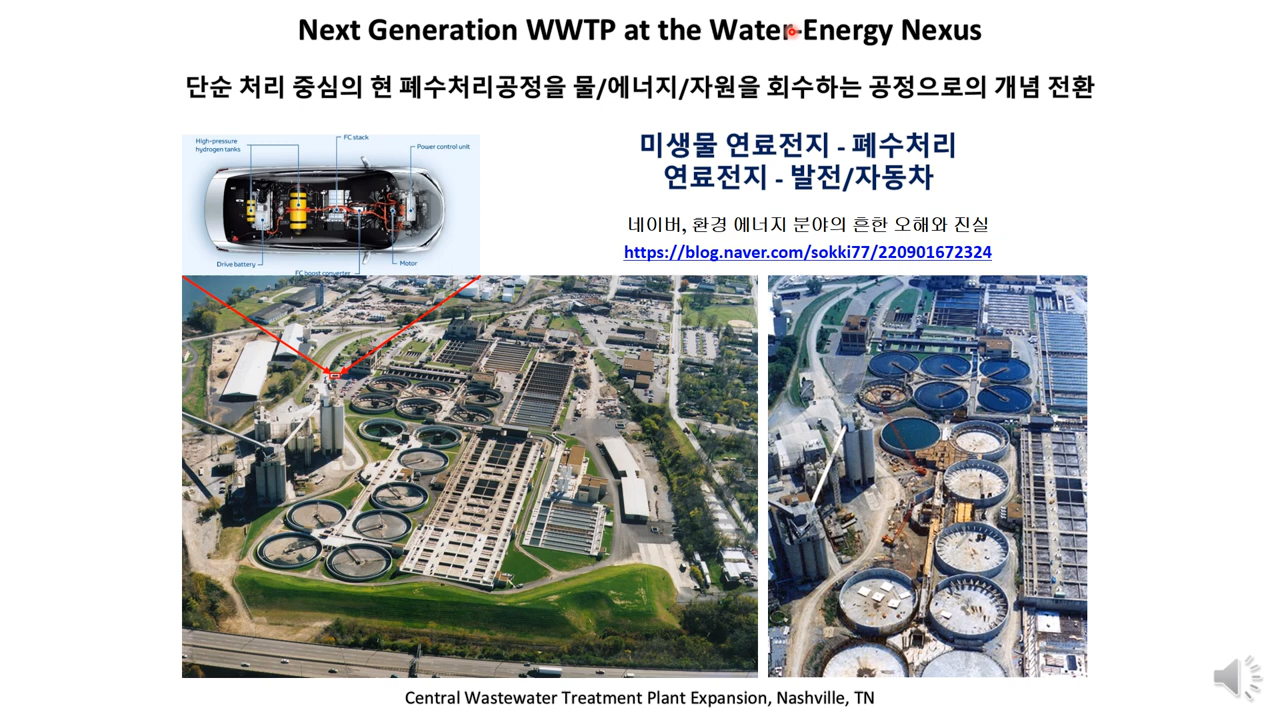 Next Generation WWTP at the Water-Energy Nexus
단순 처리 중심의 현 폐수처리공정을 물/에너지/자원을 회수하는 공정으로의 개념 전환
High-pressure
hydrogen tanks
FC stack
Power control unit
Drive battery
FC boost converter
Motor
미생물 연료전지 - 폐수처리
연료전지 - 발전/자동차
네이버, 환경 에너지 분야의 흔한 오해와 진실
https://blog.naver.com/sokki77/220901672324
Central Wastewater Treatment Plant Expansion, Nashville, TN